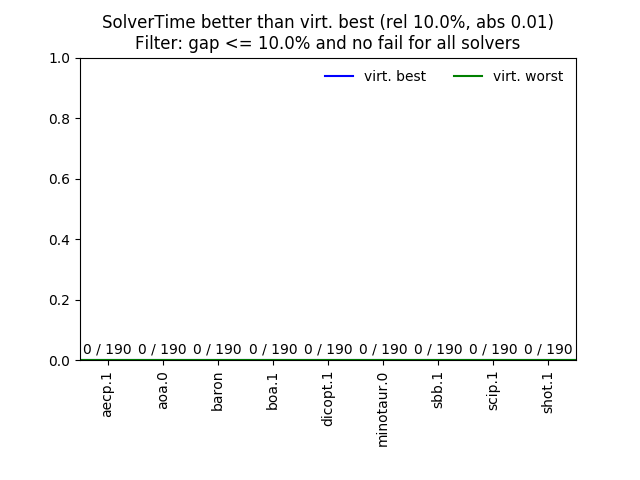 SolverTime better than virt. best (rel 10.0%, abs 0.01)
Filter: gap <= 10.0% and no fail for all solvers
virt. best virt. worst
1.0
0.8
0.6
0.4
0.2
0.0
0 / 190 0 / 190 0 / 190 0 / 190 0 / 190 0 / 190 0 / 190 0 / 190 0 / 190
aecp.1
aoa.0
baron
boa.1
dicopt.1
minotaur.0
sbb.1
scip.1
shot.1